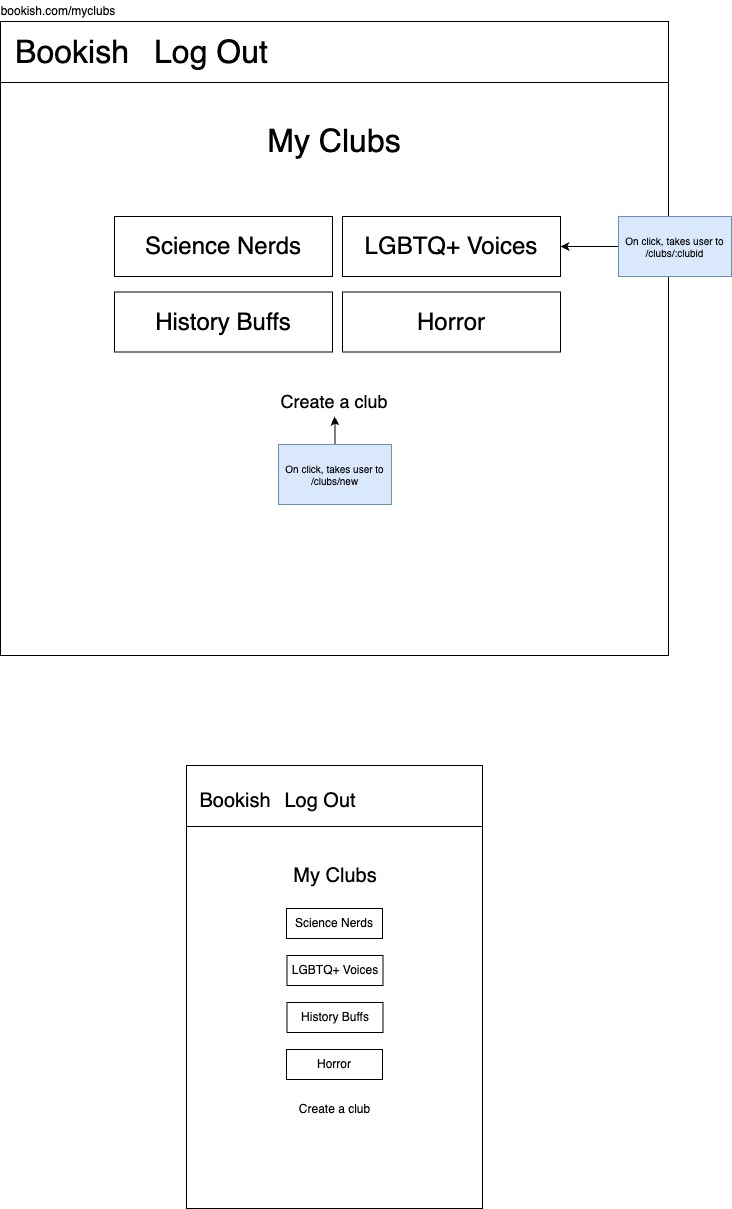 bookish.com/myclubs
Bookish Log Out
My Clubs
Science Nerds
LGBTQ+ Voices
On click, takes user to
/clubs/:clubid
History Buffs
Horror
Create a club
On click, takes user to
/clubs/new
Bookish Log Out
My Clubs
Science Nerds
LGBTQ+ Voices
History Buffs
Horror
Create a club